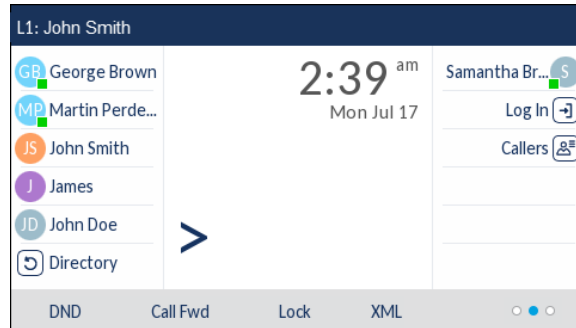 L1: John Smith
GB George Brown
MP Martin Perde...
JS John Smith
J James
JD John Doe
Directory
2:39 am
Mon Jul 17
>
Samantha Br... S
Log In
Callers
DND Call Fwd Lock XML